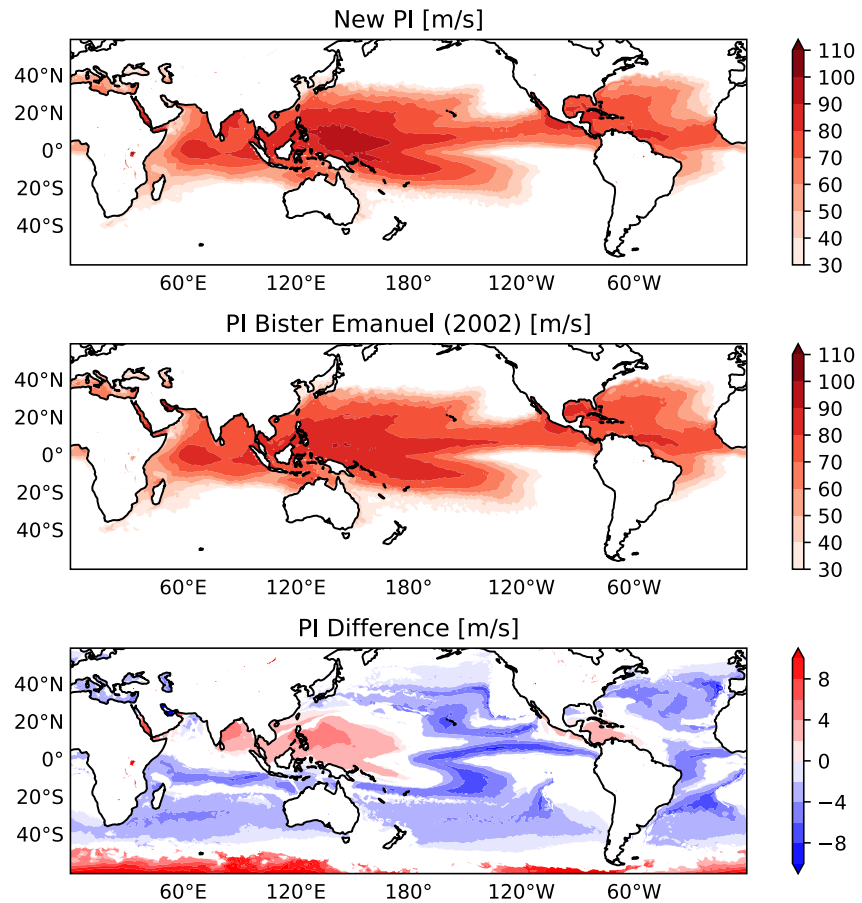 New PI [m/s]
40°N
20°N
0°
20°S
40°S
60°E 120°E 180° 120°W 60°W
110
100
90
80
70
60
50
40
30
PI Bister Emanuel (2002) [m/s]
40°N
20°N
0°
20°S
40°S
60°E 120°E 180° 120°W 60°W
110
100
90
80
70
60
50
40
30
PI Difference [m/s]
40°N
20°N
0°
20°S
40°S
60°E 120°E 180° 120°W 60°W
8
4
0
−4
−8